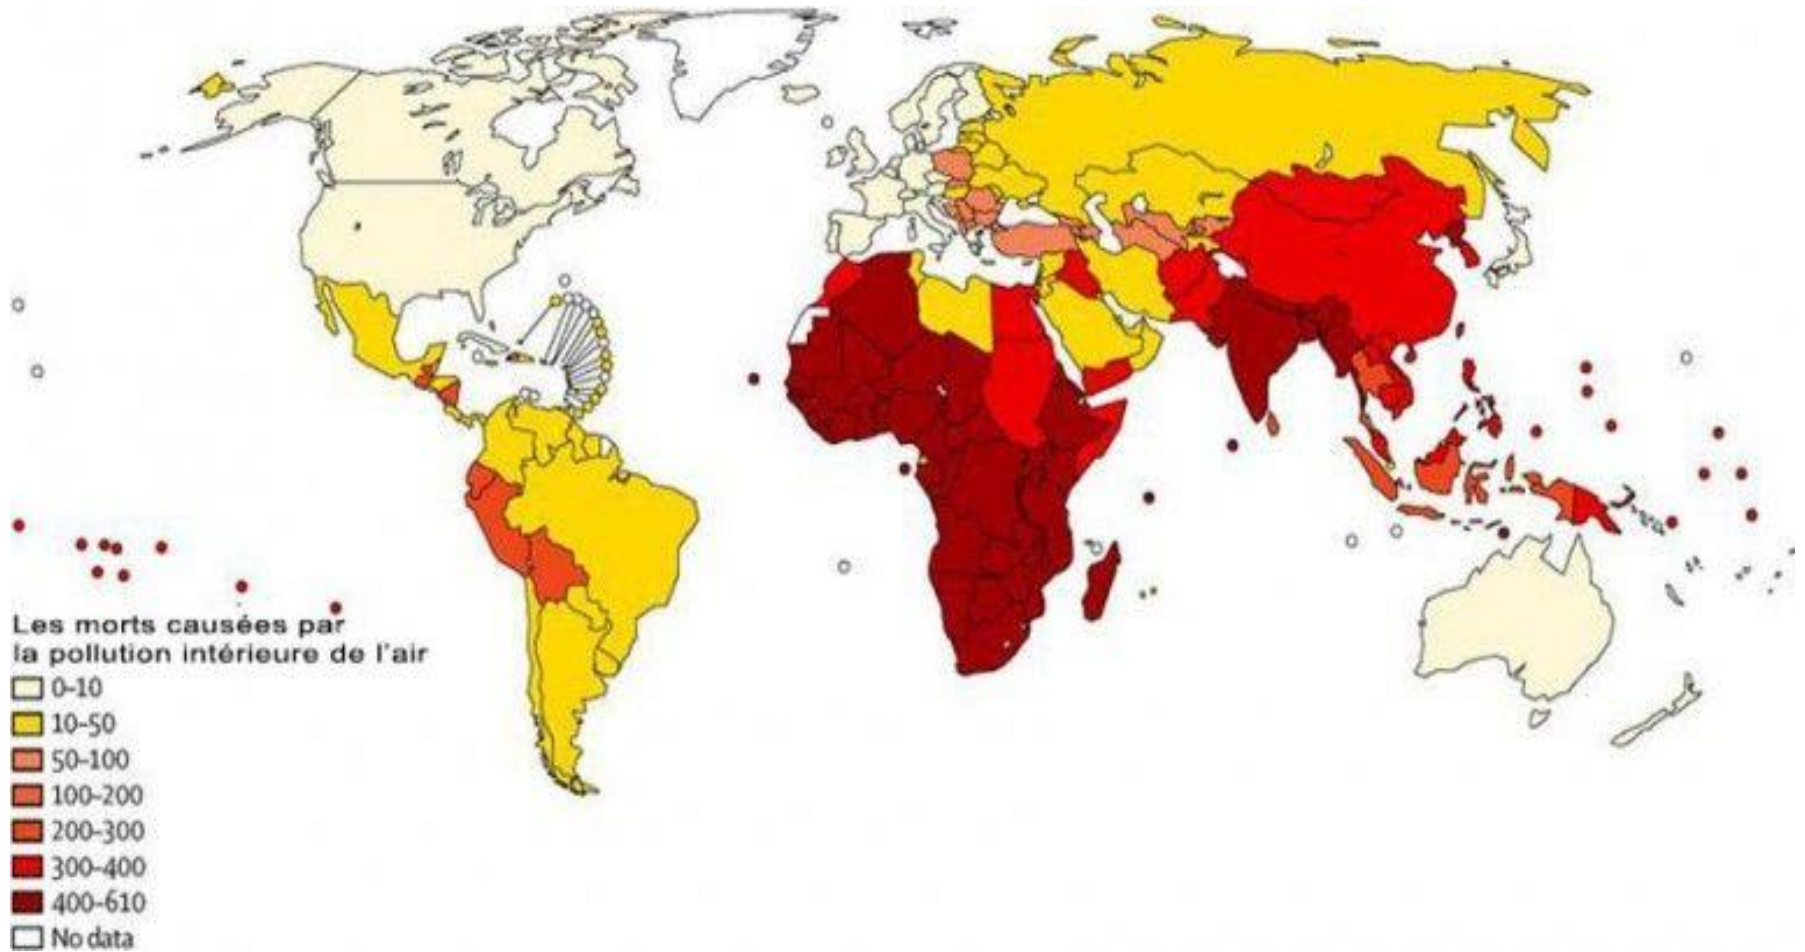 Les morts causées par
la pollution intérieure de l'air
0-10
10-50
50-100
100-200
200-300
300-400
400-610
No data